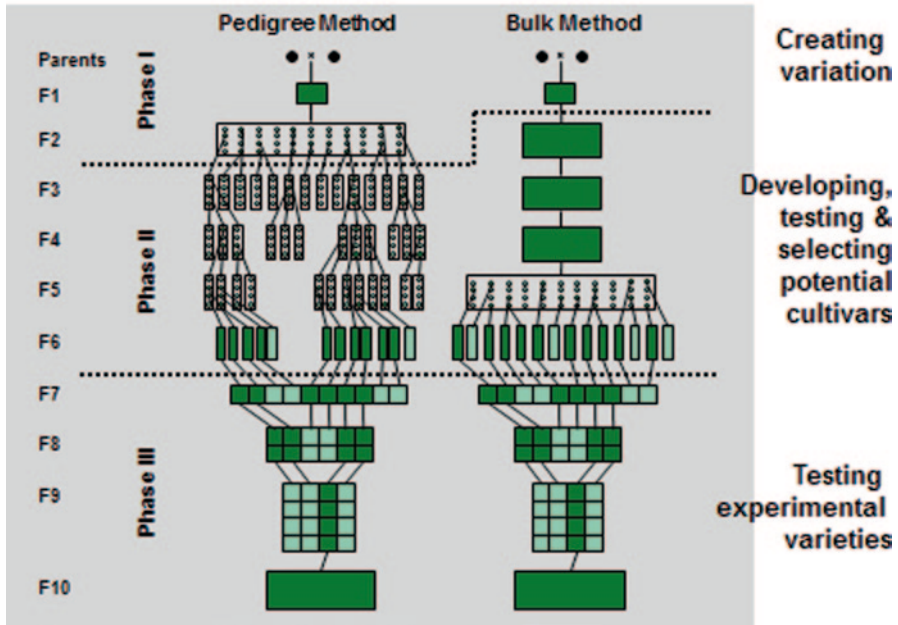 Pedigree Method
Bulk Method
Parents
x
x
F1
F2
F3
F4
F5
F6
F7
F8
F9
F10
Phase I
Phase II
Phase III
Creating
variation
Developing,
testing &
selecting
potential
cultivars
Testing
experimental
varieties